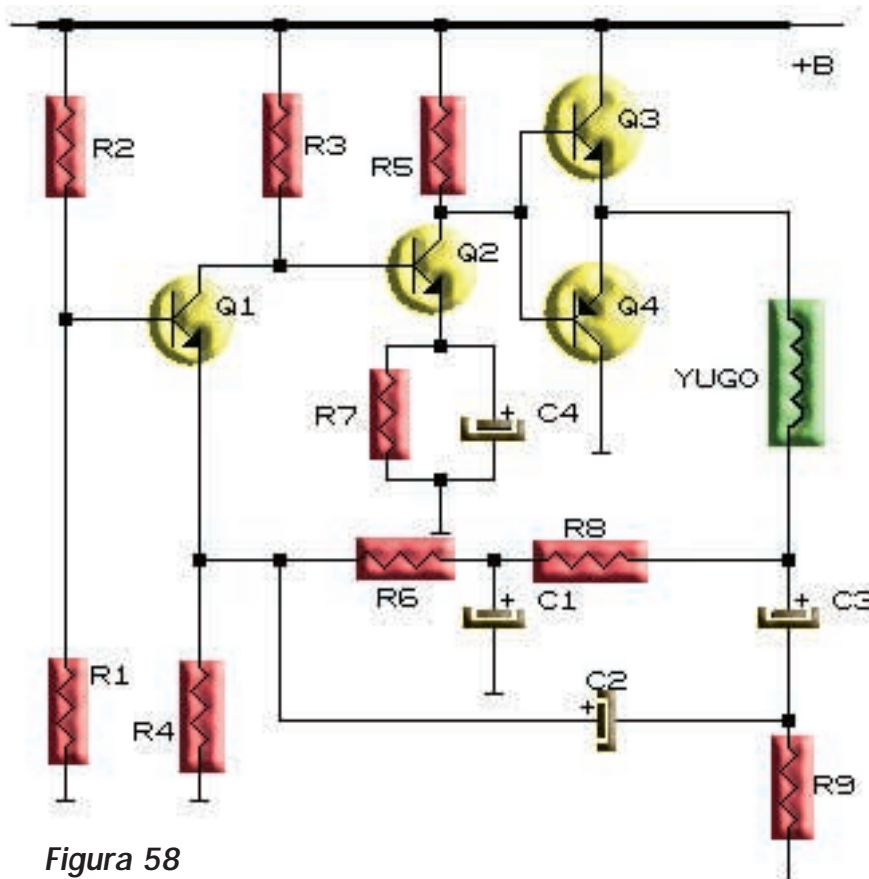 +B
R2
R3
R5
Q3
Q1
Q2
Q4
YUGO
R7
+ C4
R8
R6
+ C1
+ C3
R1
R4
C2
+
R9
Figura 58